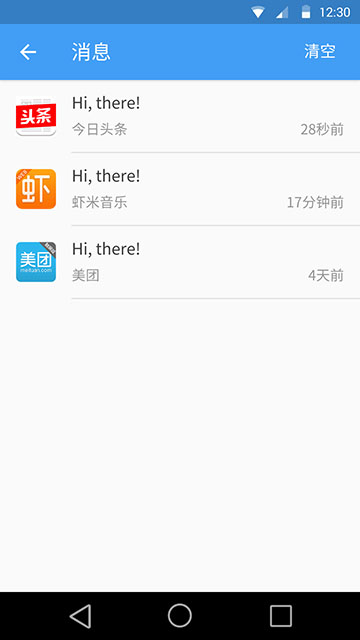 12:30
消息
清空
头条
Hi, there!
今日头条
28秒前
虾
Hi, there!
虾米音乐
17分钟前
美团
meituan.com
Hi, there!
美团
4天前